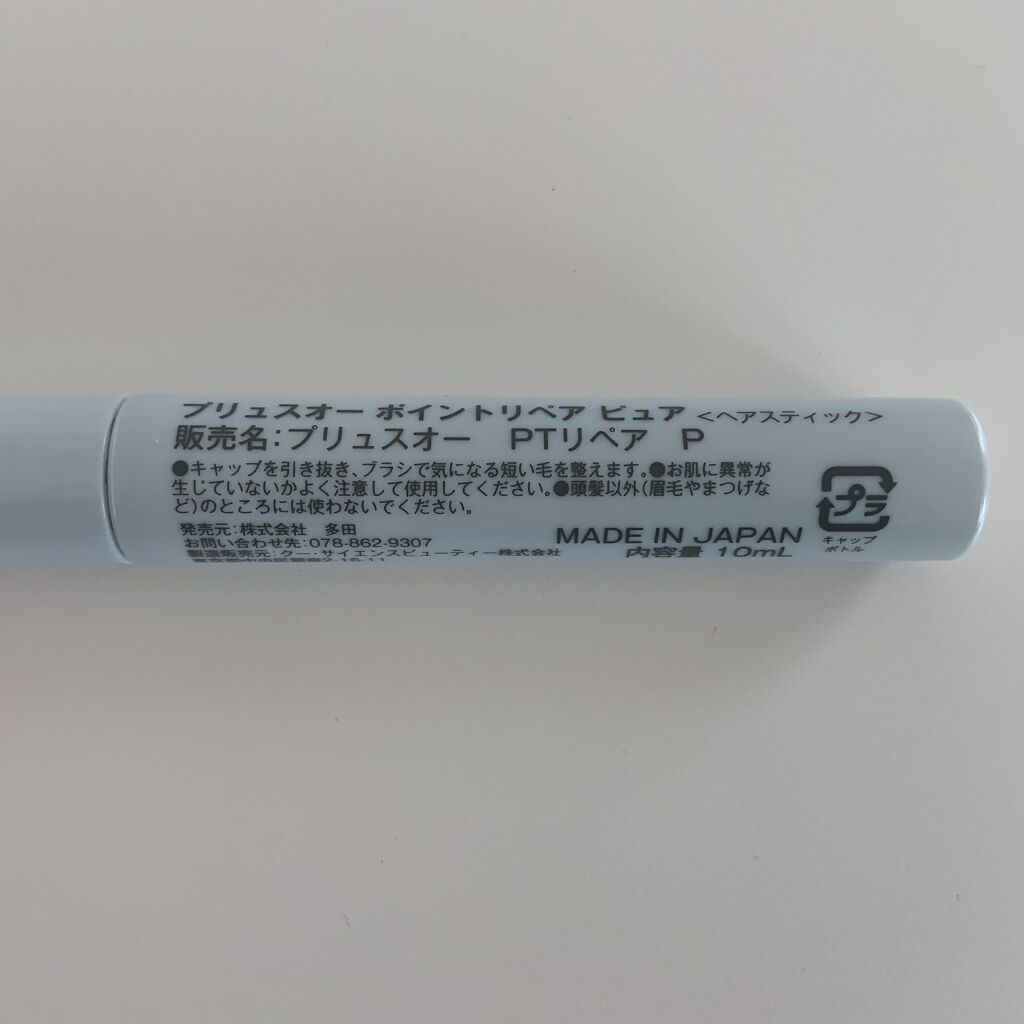 プリュスオー ポイントリペア ピュア <ヘアスティック>
販売名:プリュスオー PTリペア P
●キャップを引き抜き、ブラシで気になる短い毛を整えます。●お肌に異常が
生じていないかよく注意して使用してください。●頭髪以外(眉毛やまつげな
ど)のところには使わないでください。
発売元:株式会社 多田
お問い合わせ先:078-862-9307
製造販売元:クー・サイエンスビューティー株式会社
MADE IN JAPAN
内容量 10mL
プラ
キャップ
ボトル